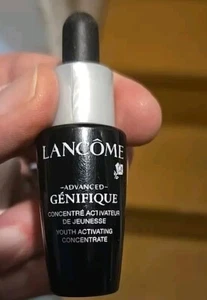 LANCÔME
—ADVANCED—
GÉNIFIQUE
CONCENTRÉ ACTIVATEUR
DE JEUNESSE
YOUTH ACTIVATING
CONCENTRATE